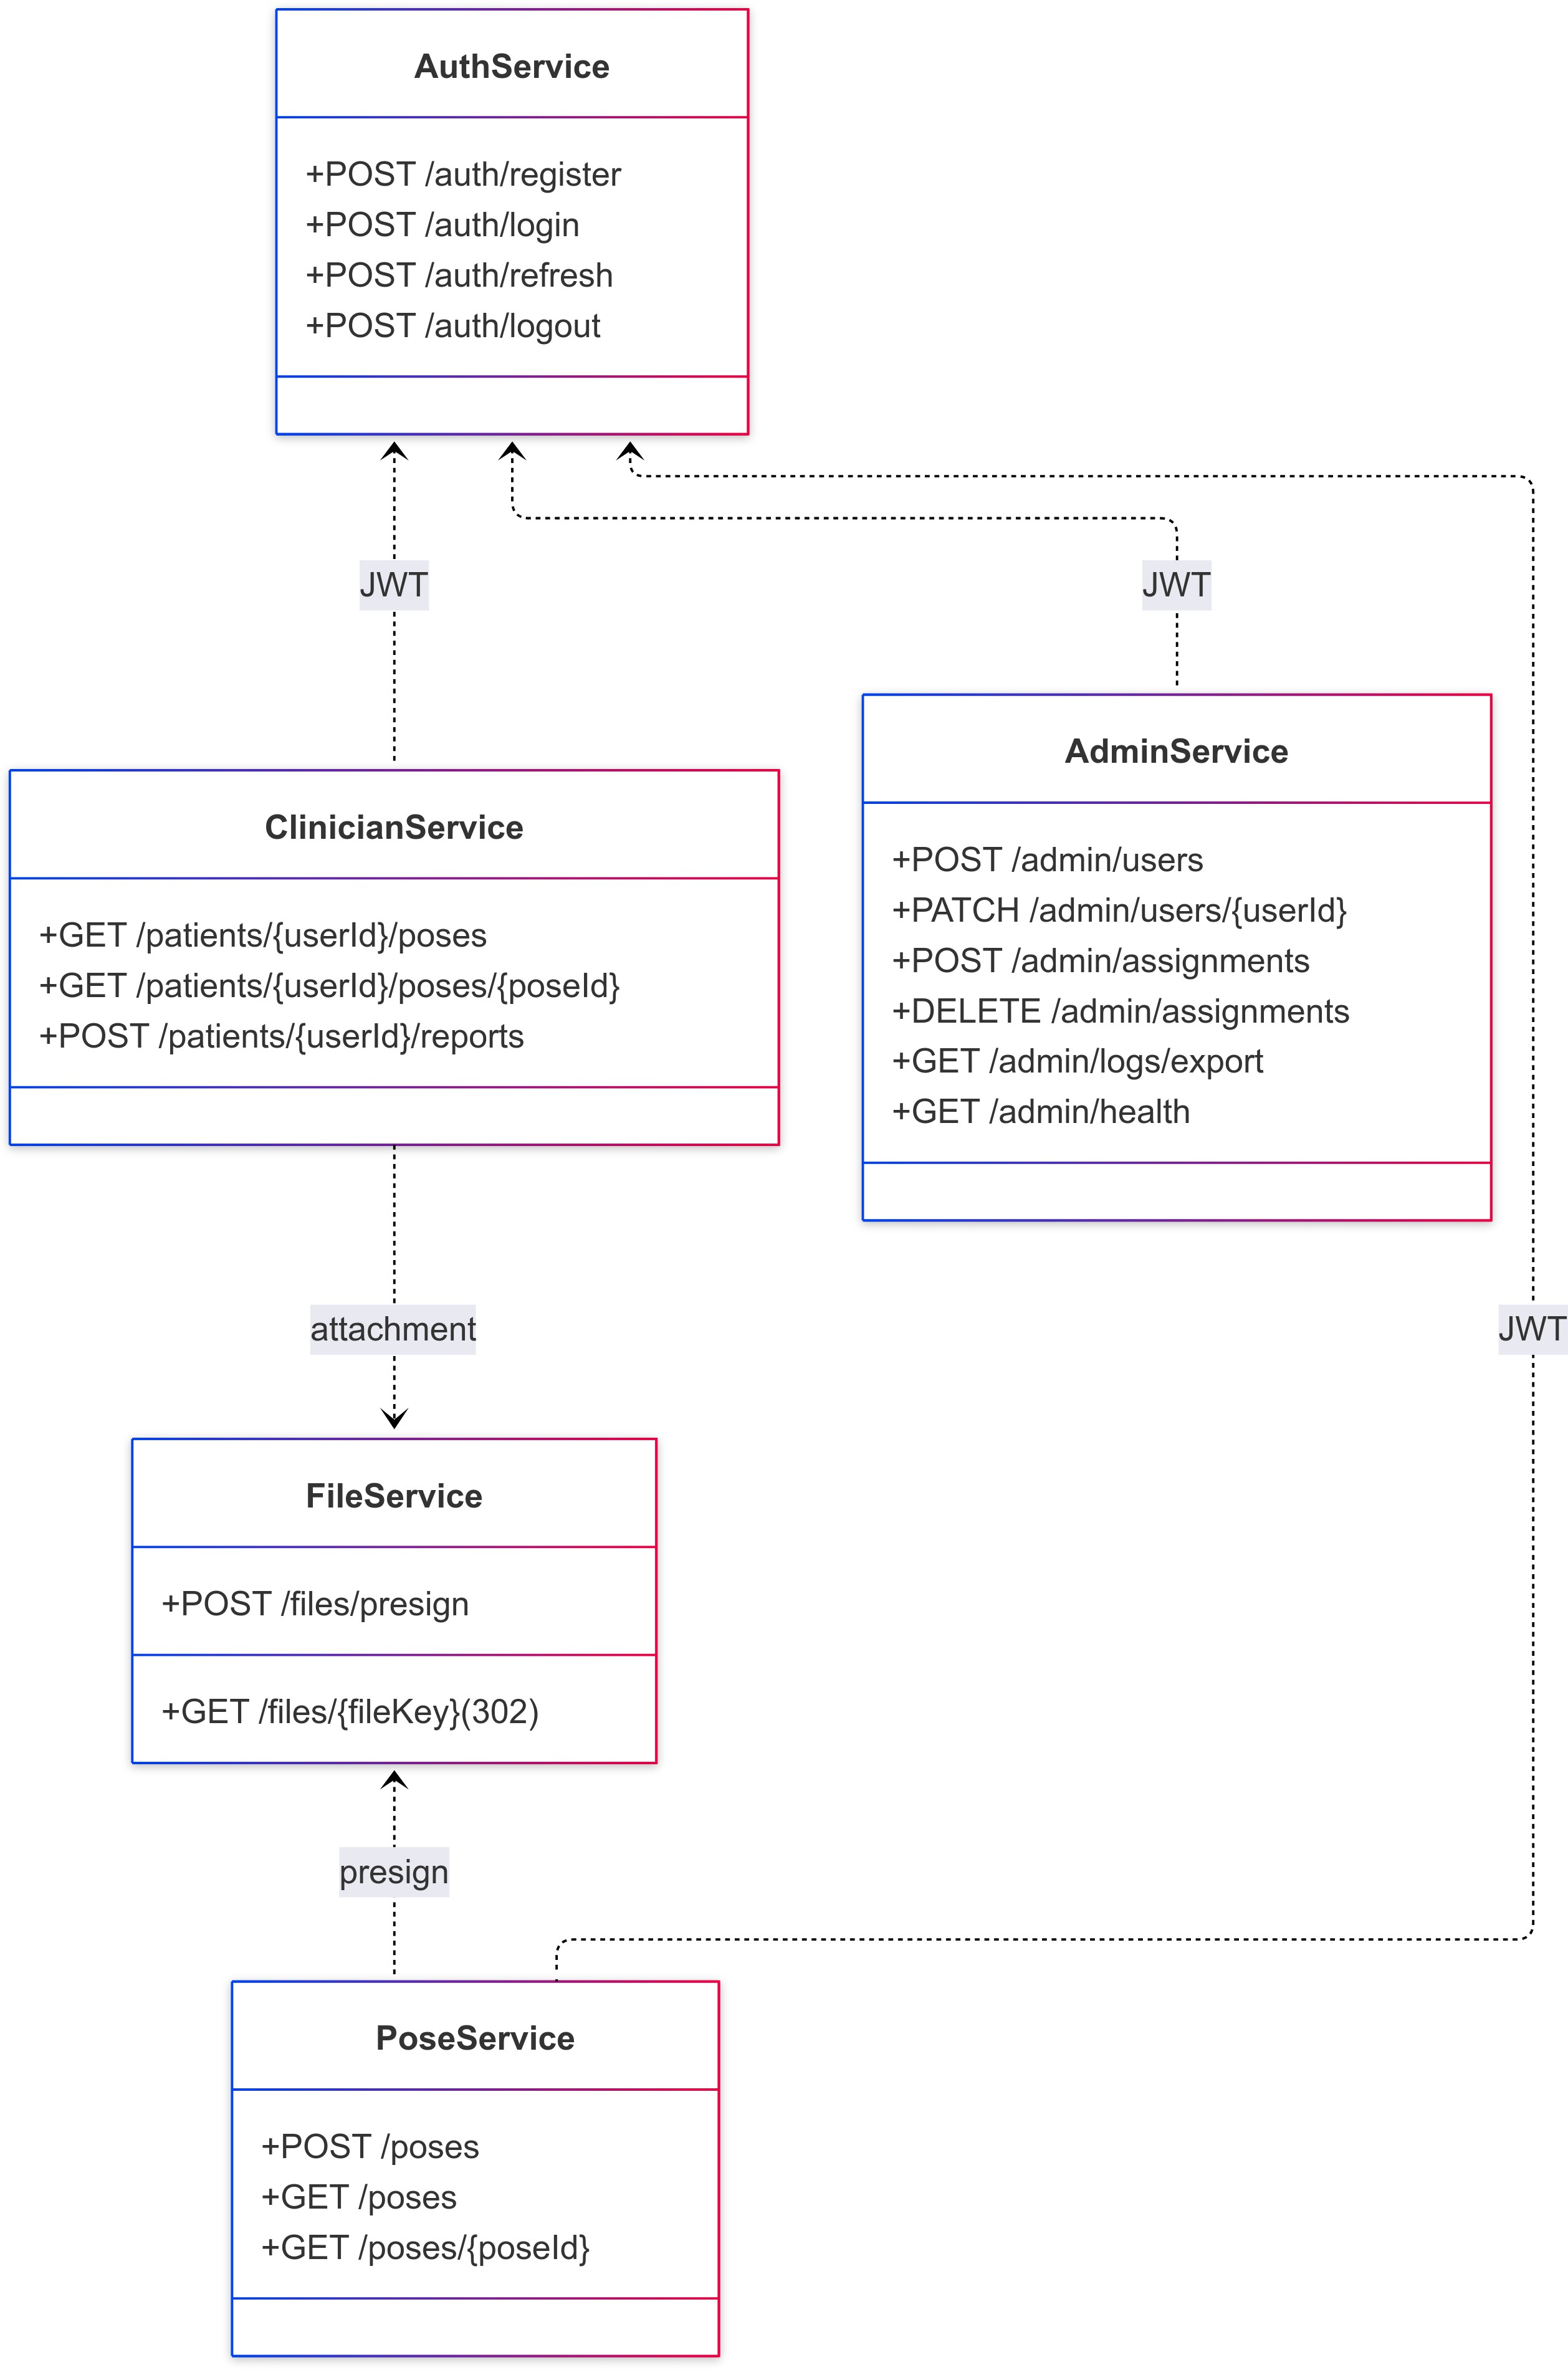 AuthService
+POST /auth/register
+POST /auth/login
+POST /auth/refresh
+POST /auth/logout
JWT
JWT
ClinicianService
+GET /patients/{userId}/poses
+GET /patients/{userId}/poses/{poseId}
+POST /patients/{userId}/reports
AdminService
+POST /admin/users
+PATCH /admin/users/{userId}
+POST /admin/assignments
+DELETE /admin/assignments
+GET /admin/logs/export
+GET /admin/health
attachment
JWT
FileService
+POST /files/presign
+GET /files/{fileKey}(302)
presign
PoseService
+POST /poses
+GET /poses
+GET /poses/{poseId}